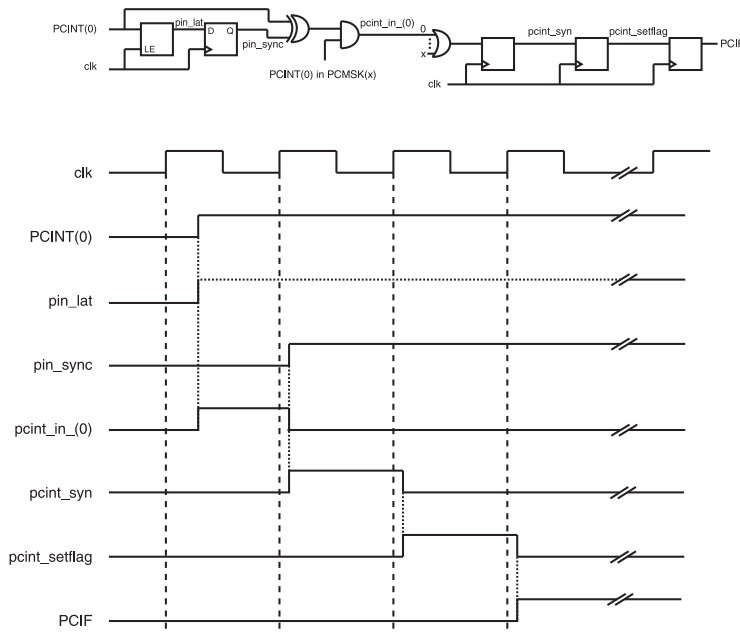 pin_lat
pcint_in_(0)
PCINT(0)
D
Q
LE
pin_sync
0
x
pcint_syn
pcint_setflag
PCIF
clk
PCINT(0) in PCMSK(x)
clk
clk
PCINT(0)
pin_lat
pin_sync
pcint_in_(0)
pcint_syn
pcint_setflag
PCIF